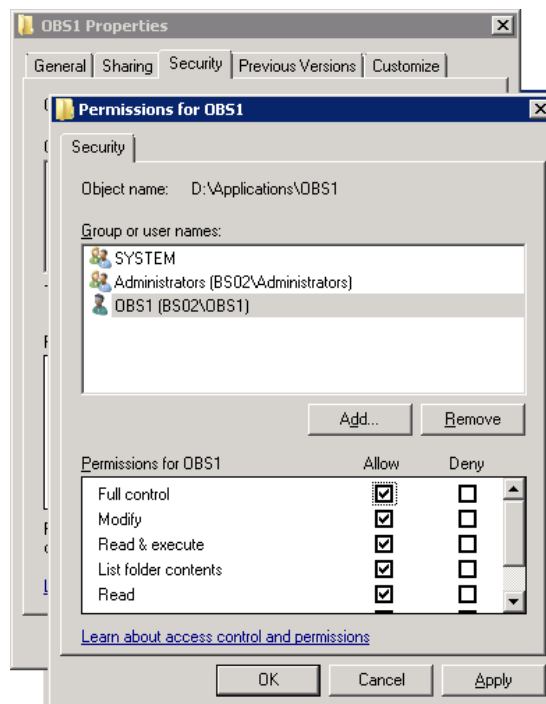 OBS1 Properties
General Sharing Security Previous Versions Customize
Permissions for OBS1
Security
Object name: D:\Applications\OBS1
Group or user names:
SYSTEM
Administrators (BS02\Administrators)
OBS1 (BS02\OBS1)
Add... Remove
Permissions for OBS1 Allow Deny
Full control
Modify
Read & execute
List folder contents
Read
Learn about access control and permissions
OK Cancel Apply